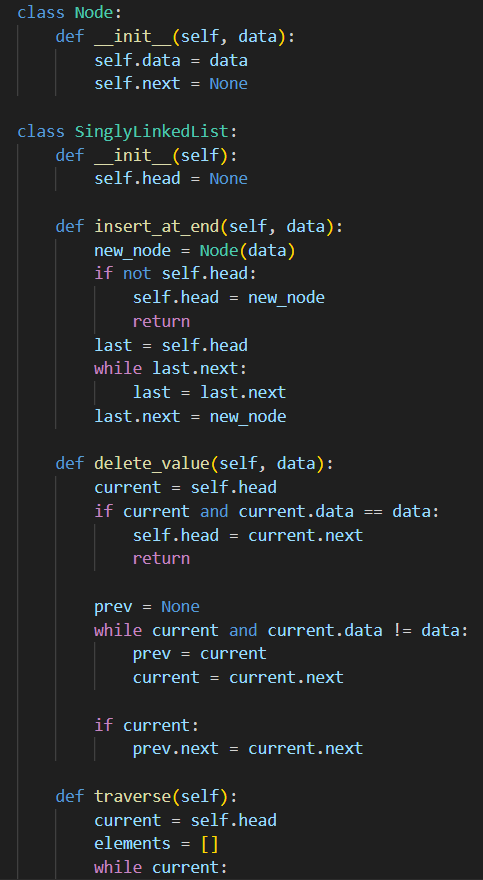 class Node:
    def __init__(self, data):
        self.data = data
        self.next = None

class SinglyLinkedList:
    def __init__(self):
        self.head = None

    def insert_at_end(self, data):
        new_node = Node(data)
        if not self.head:
            self.head = new_node
            return
        last = self.head
        while last.next:
            last = last.next
        last.next = new_node

    def delete_value(self, data):
        current = self.head
        if current and current.data == data:
            self.head = current.next
            return

        prev = None
        while current and current.data != data:
            prev = current
            current = current.next

        if current:
            prev.next = current.next

    def traverse(self):
        current = self.head
        elements = []
        while current: